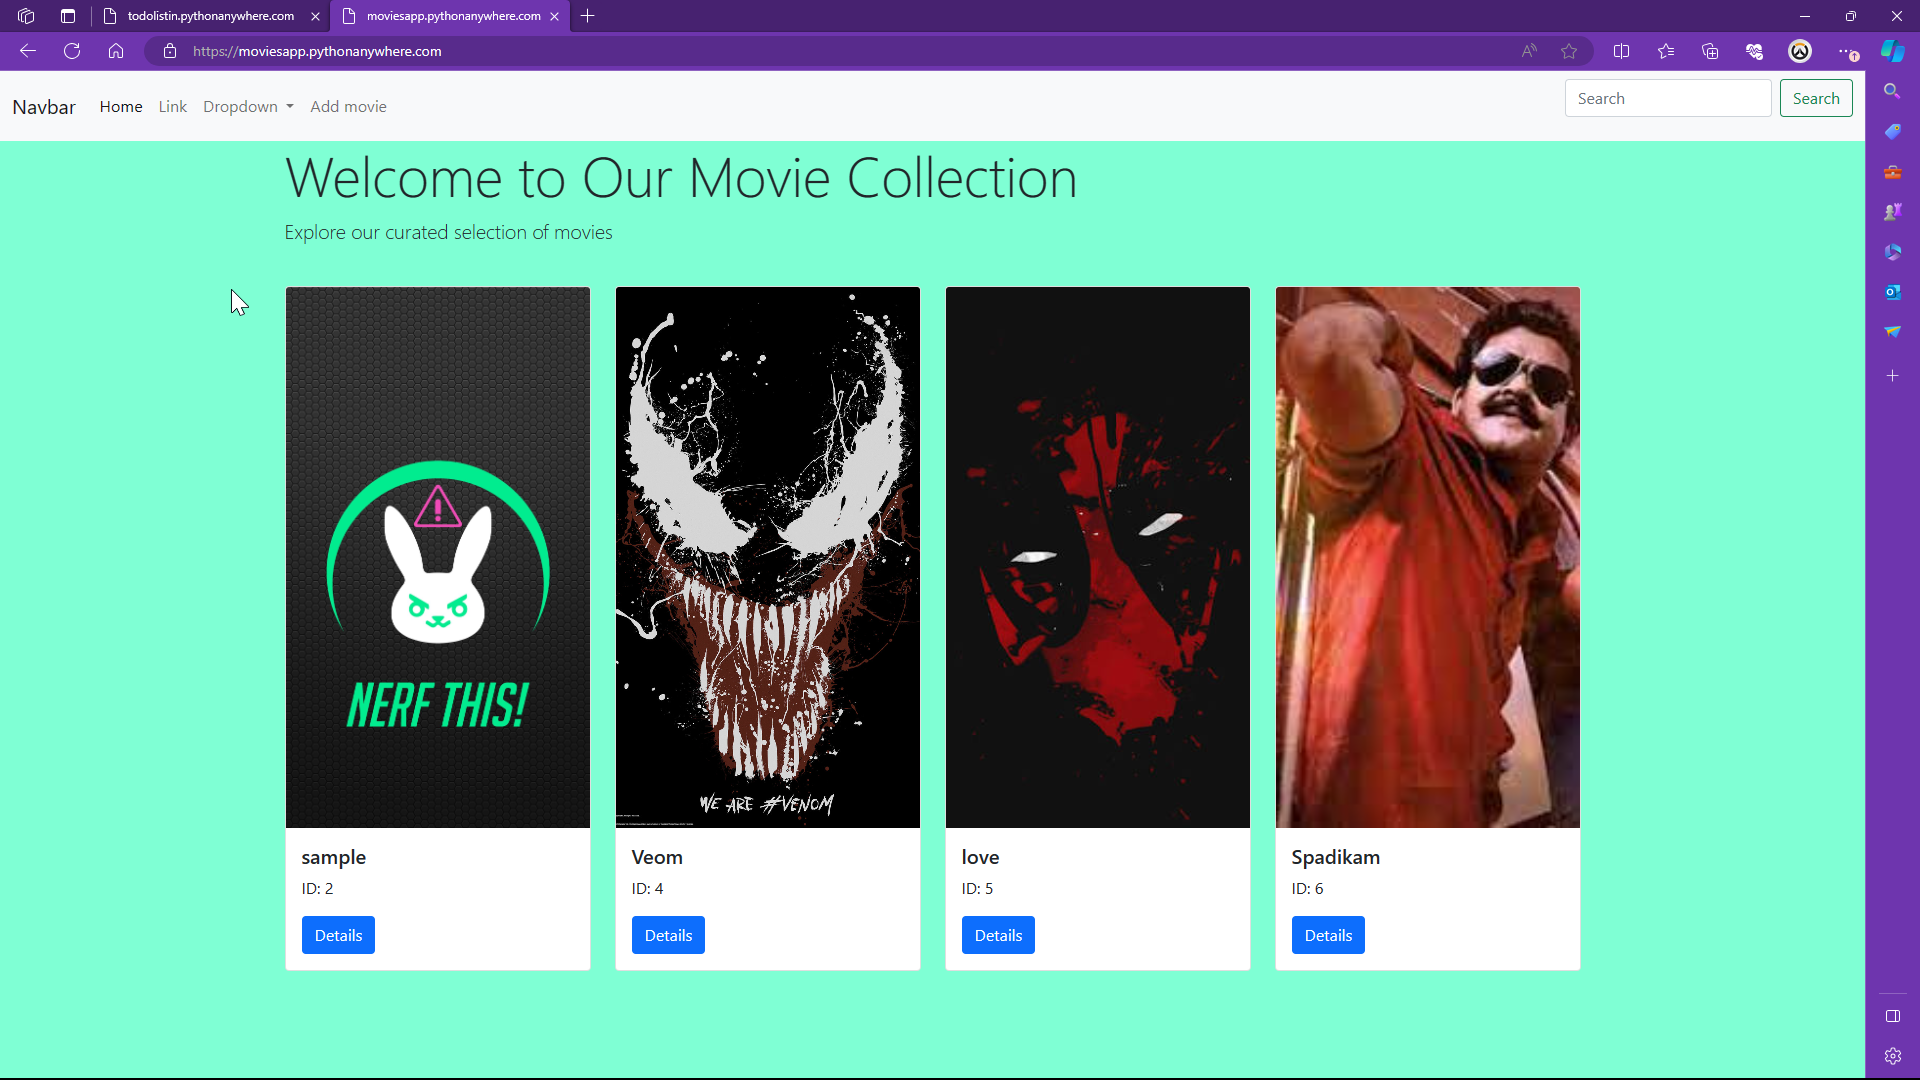 todolistin.pythonanywhere.com
moviesapp.pythonanywhere.com
https://moviesapp.pythonanywhere.com
Navbar Home Link Dropdown Add movie Search Search
Welcome to Our Movie Collection
Explore our curated selection of movies
NERF THIS!
WE ARE #VENOM
sample
ID: 2
Details
Veom
ID: 4
Details
love
ID: 5
Details
Spadikam
ID: 6
Details